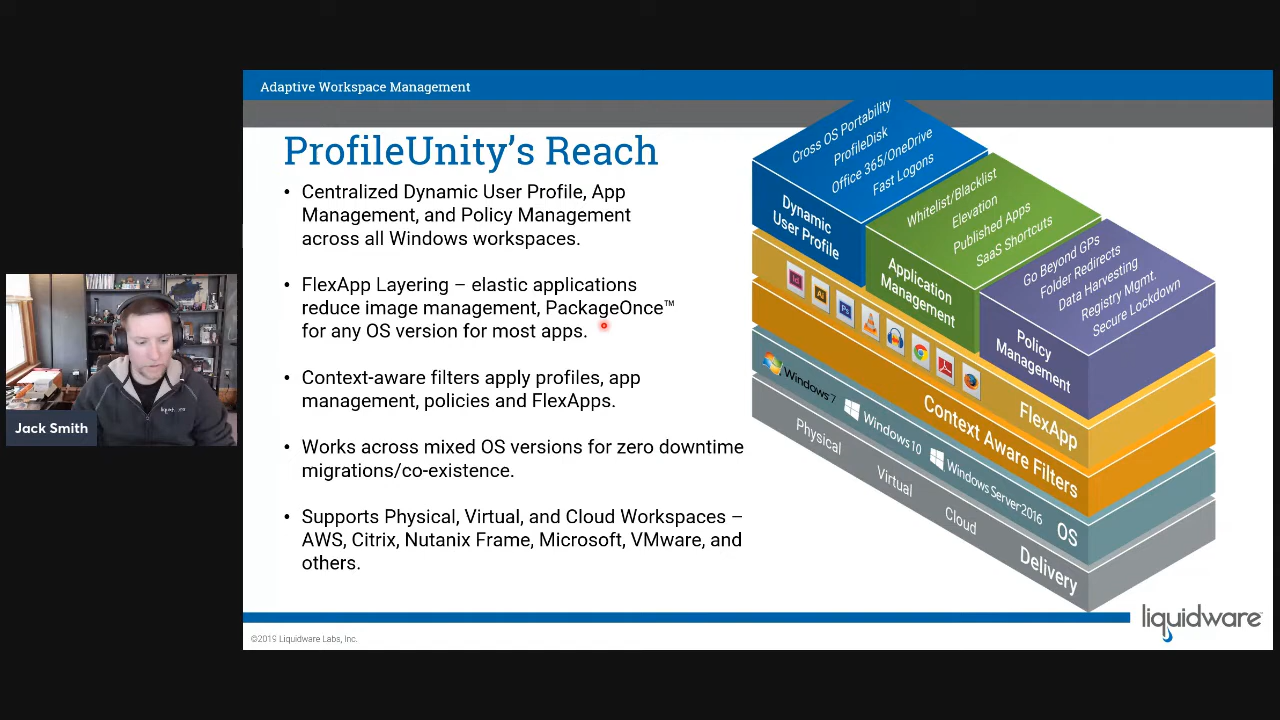 Adaptive Workspace Management
ProfileUnity's Reach
• Centralized Dynamic User Profile, App
Management, and Policy Management
across all Windows workspaces.
• FlexApp Layering – elastic applications
reduce image management, PackageOnce™
for any OS version for most apps.
• Context-aware filters apply profiles, app
management, policies and FlexApps.
• Works across mixed OS versions for zero downtime
migrations/co-existence.
• Supports Physical, Virtual, and Cloud Workspaces –
AWS, Citrix, Nutanix Frame, Microsoft, VMware, and
others.
Cross OS Portability
ProfileDisk
Office 365/OneDrive
Fast Logons
Dynamic
User Profile
Whitelist/Blacklist
Elevation
Published Apps
SaaS Shortcuts
Application
Management
Go Beyond GPs
Folder Redirects
Data Harvesting
Registry Mgmt.
Secure Lockdown
Policy
Management
Id
Ai
Ps
FlexApp
Context Aware Filters
Windows 7
Windows 10
Windows Server 2016
OS
Physical
Virtual
Cloud
Delivery
Jack Smith
©2019 Liquidware Labs, Inc.
liquidware™